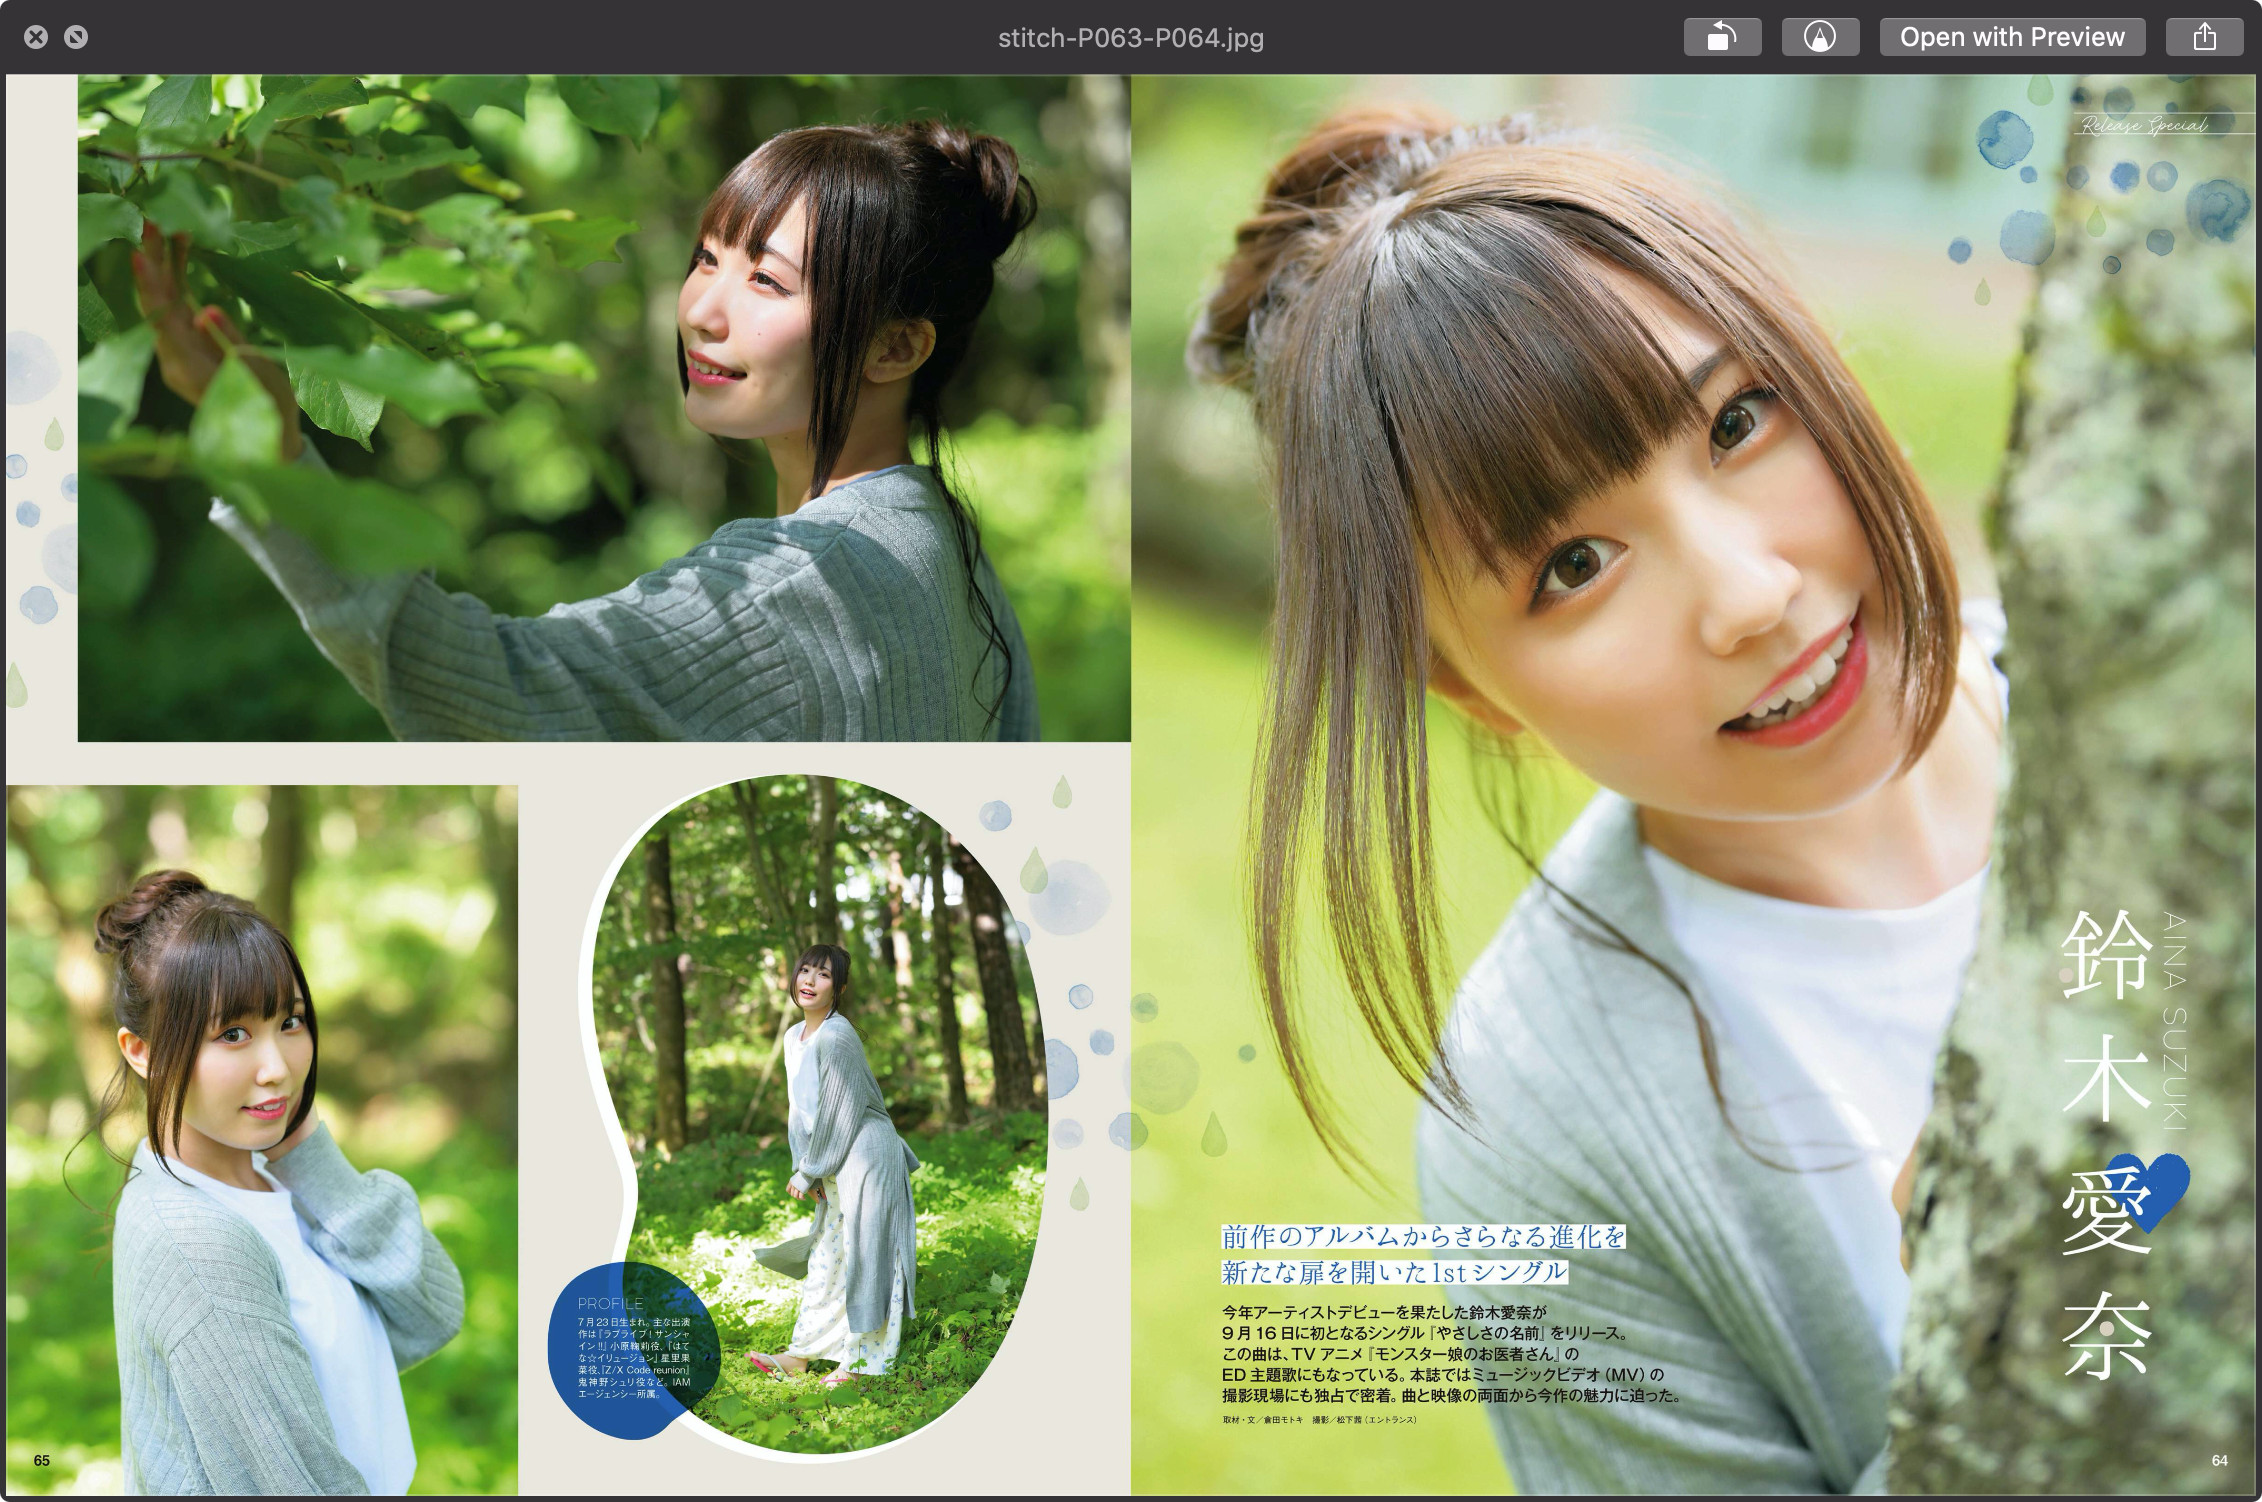 stitch-P063-P064.jpg
Open with Preview
Release Special
鈴木愛奈
AINA SUZUKI
前作のアルバムからさらなる進化を
新たな扉を開いた1stシングル
今年アーティストデビューを果たした鈴木愛奈が
9月16日に初となるシングル『やさしさの名前』をリリース。
この曲は、TVアニメ『モンスター娘のお医者さん』の
ED主題歌にもなっている。本誌ではミュージックビデオ（MV）の
撮影現場にも独占で密着。曲と映像の両面から今作の魅力に迫った。
取材・文／倉田モトキ　撮影／松下茜（エントランス）
64
PROFILE
7月23日生まれ。主な出演
作は『ラブライブ！サンシャ
イン!!』小原鞠莉役、『はて
な☆イリュージョン』星里果
菜役、『Z/X Code reunion』
鬼神野シュリ役など。IAM
エージェンシー所属。
65